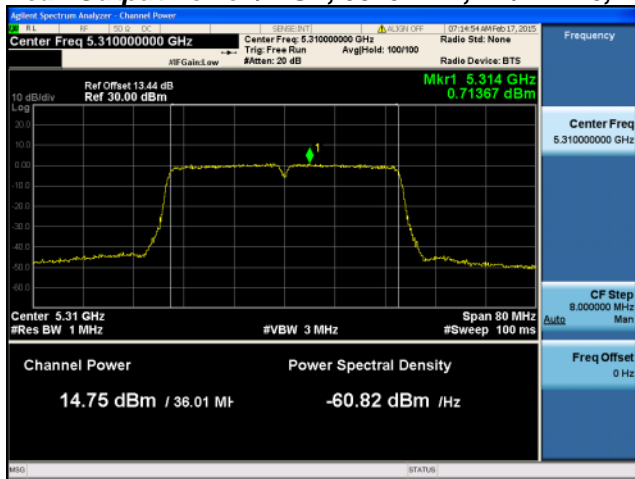 Agilent Spectrum Analyzer - Channel Power
RL RF 50 Ω DC SENSE:INT ALIGN OFF 07:14:54 AM Feb 17, 2015
Center Freq 5.310000000 GHz
Center Freq: 5.310000000 GHz
Radio Std: None
Trig: Free Run Avg|Hold: 100/100
#IFGain:Low #Atten: 20 dB Radio Device: BTS
Frequency
Mkr1 5.314 GHz
0.71367 dBm
Ref Offset 13.44 dB
10 dB/div Ref 30.00 dBm
Log
20.0
10.0
0.00
-10.0
-20.0
-30.0
-40.0
-50.0
-60.0
1
Center Freq
5.310000000 GHz
Center 5.31 GHz Span 80 MHz
#Res BW 1 MHz #VBW 3 MHz #Sweep 100 ms
CF Step
8.000000 MHz
Auto Man
Freq Offset
0 Hz
Channel Power Power Spectral Density
14.75 dBm / 36.01 MH -60.82 dBm /Hz
MSG STATUS